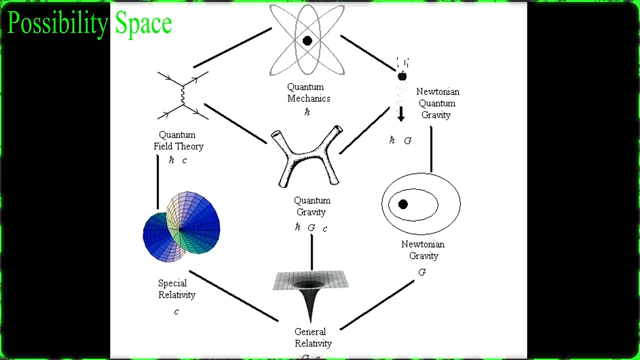 Possibility Space
Quantum
Mechanics
ħ
Newtonian
Quantum
Gravity
ħ G
Quantum
Field Theory
ħ c
Quantum
Gravity
ħ G c
Newtonian
Gravity
G
Special
Relativity
c
General
Relativity
G c